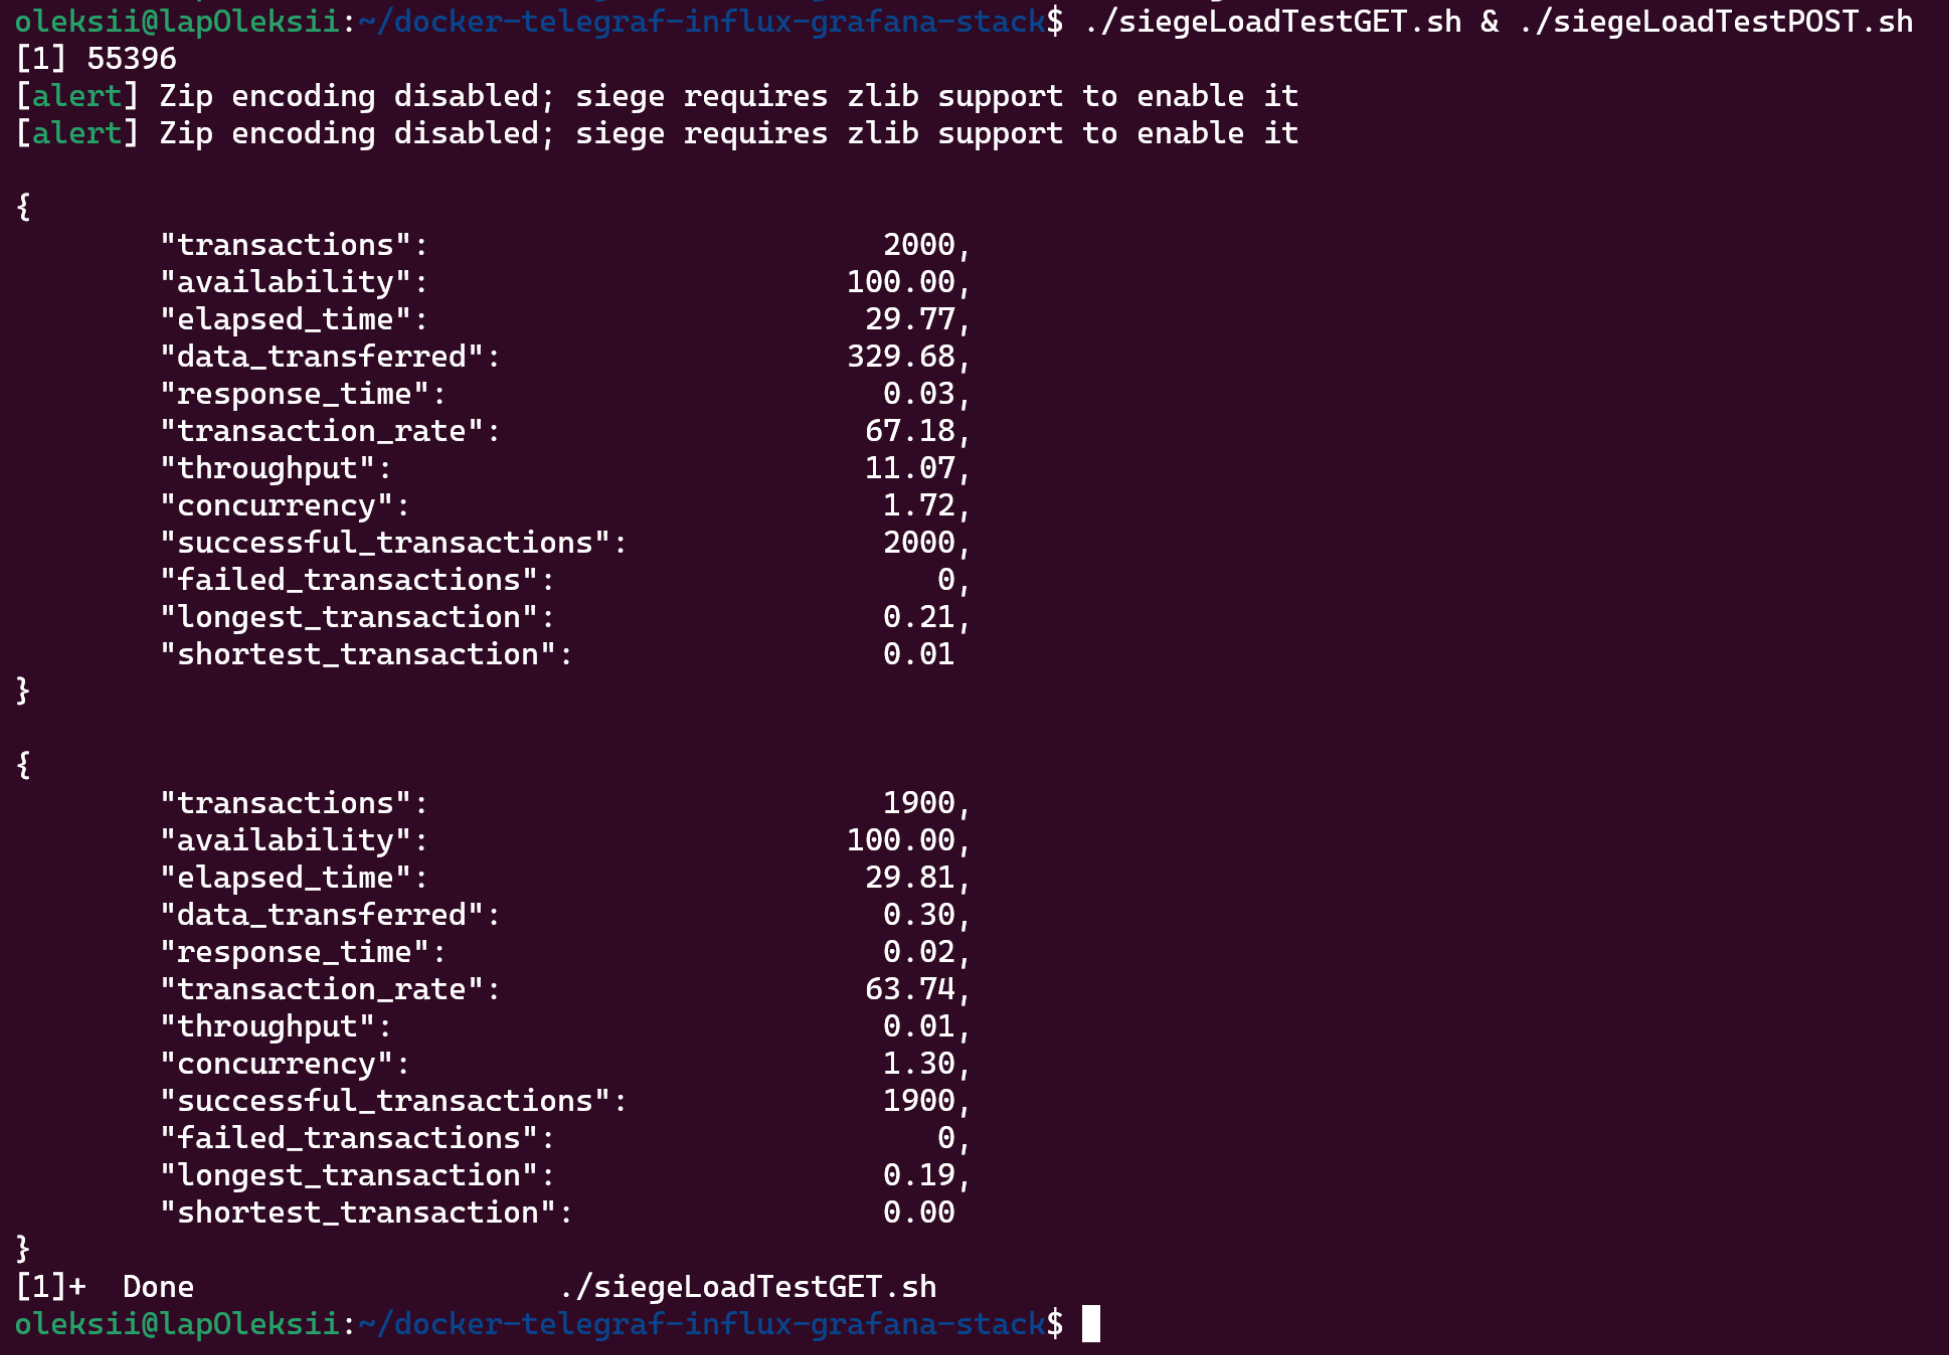 oleksii@lapOleksii:~/docker-telegraf-influx-grafana-stack$ ./siegeLoadTestGET.sh & ./siegeLoadTestPOST.sh
[1] 55396
[alert] Zip encoding disabled; siege requires zlib support to enable it
[alert] Zip encoding disabled; siege requires zlib support to enable it

{
        "transactions":                         2000,
        "availability":                       100.00,
        "elapsed_time":                        29.77,
        "data_transferred":                   329.68,
        "response_time":                        0.03,
        "transaction_rate":                    67.18,
        "throughput":                          11.07,
        "concurrency":                          1.72,
        "successful_transactions":              2000,
        "failed_transactions":                     0,
        "longest_transaction":                  0.21,
        "shortest_transaction":                 0.01
}

{
        "transactions":                         1900,
        "availability":                       100.00,
        "elapsed_time":                        29.81,
        "data_transferred":                     0.30,
        "response_time":                        0.02,
        "transaction_rate":                    63.74,
        "throughput":                           0.01,
        "concurrency":                          1.30,
        "successful_transactions":              1900,
        "failed_transactions":                     0,
        "longest_transaction":                  0.19,
        "shortest_transaction":                 0.00
}
[1]+  Done                    ./siegeLoadTestGET.sh
oleksii@lapOleksii:~/docker-telegraf-influx-grafana-stack$